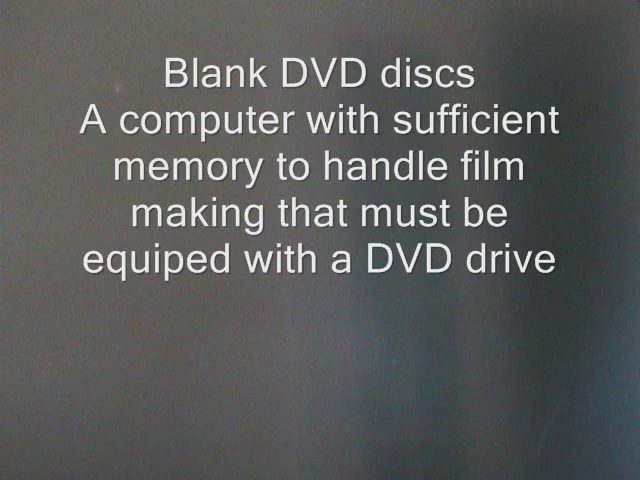 Blank DVD discs
A computer with sufficient
memory to handle film
making that must be
equiped with a DVD drive